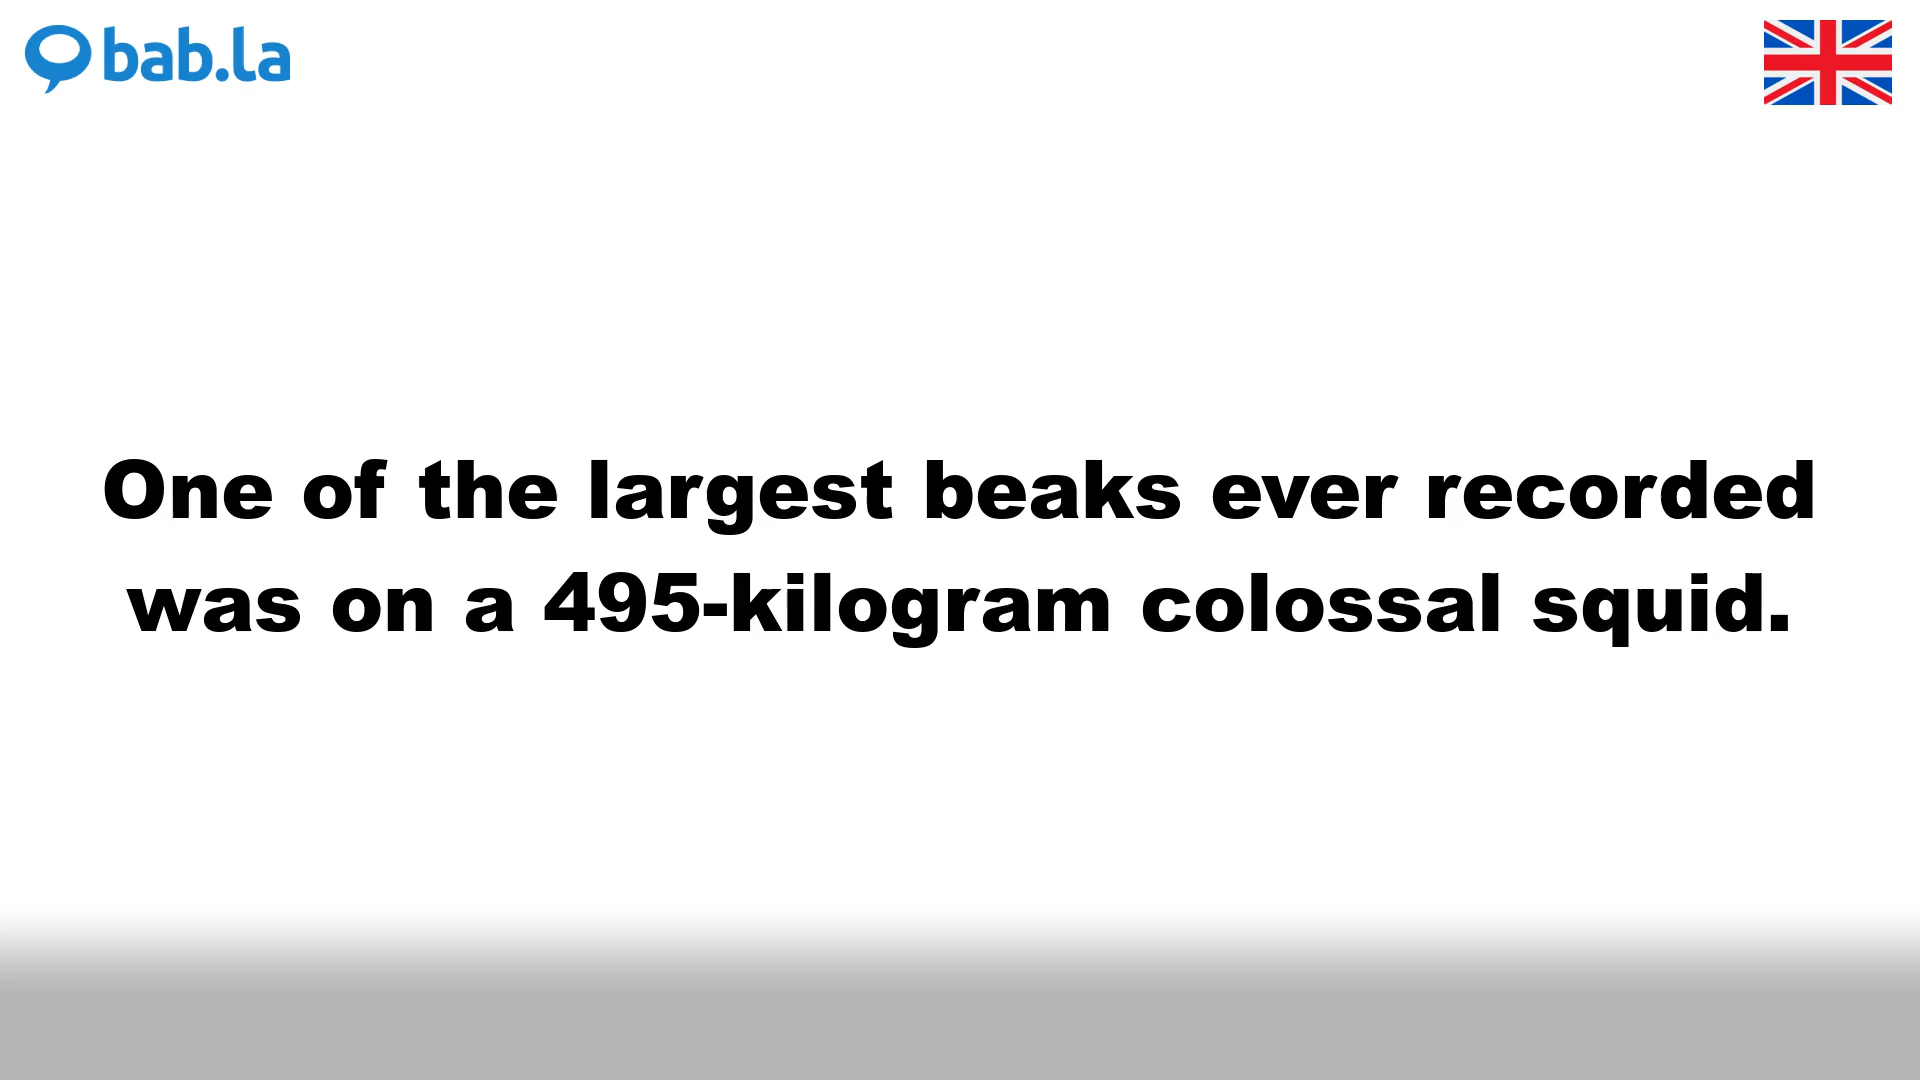 bab.la
One of the largest beaks ever recorded
was on a 495-kilogram colossal squid.